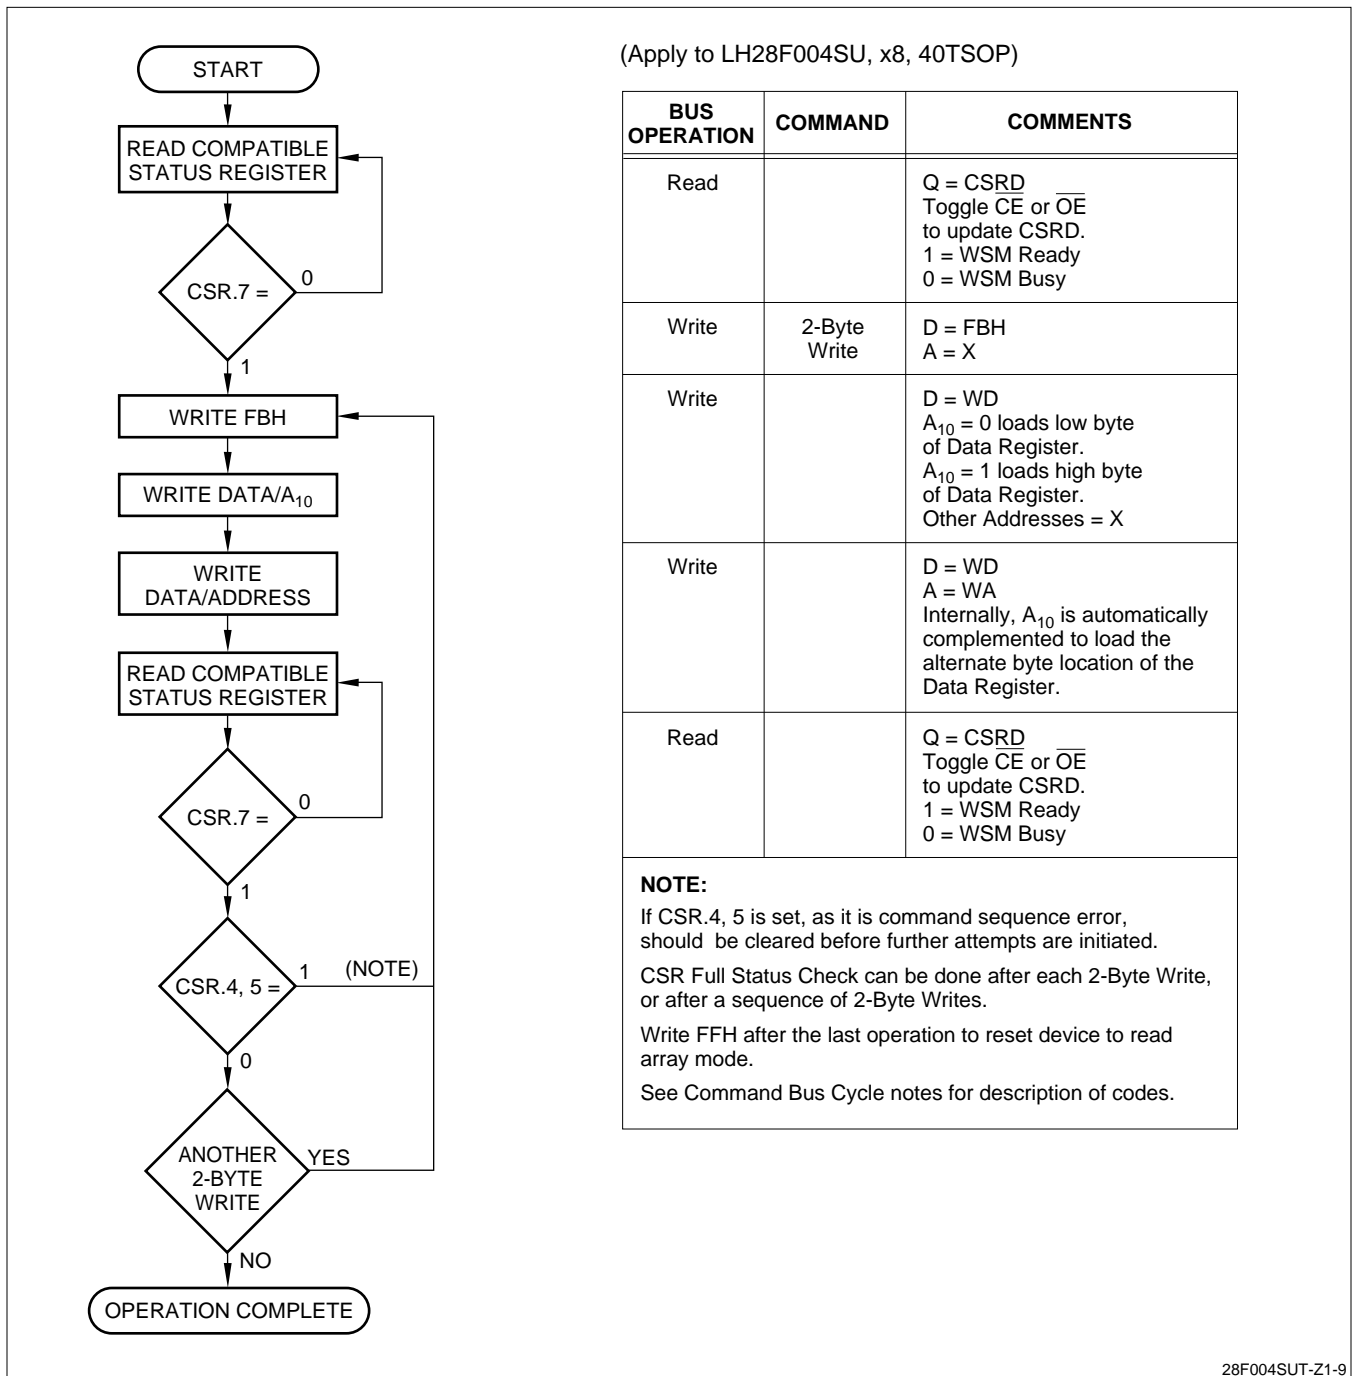 START
READ COMPATIBLE
STATUS REGISTER
CSR.7 =
0
1
WRITE FBH
WRITE DATA/A10
WRITE
DATA/ADDRESS
READ COMPATIBLE
STATUS REGISTER
CSR.7 =
0
1
CSR.4, 5 =
1
(NOTE)
0
ANOTHER
2-BYTE
WRITE
YES
NO
OPERATION COMPLETE
(Apply to LH28F004SU, x8, 40TSOP)
BUS
OPERATION
COMMAND
COMMENTS
Read
Q = CSRD
Toggle C̅E̅ or O̅E̅
to update CSRD.
1 = WSM Ready
0 = WSM Busy
Write
2-Byte
Write
D = FBH
A = X
Write
D = WD
A10 = 0 loads low byte
of Data Register.
A10 = 1 loads high byte
of Data Register.
Other Addresses = X
Write
D = WD
A = WA
Internally, A10 is automatically
complemented to load the
alternate byte location of the
Data Register.
Read
Q = CSRD
Toggle C̅E̅ or O̅E̅
to update CSRD.
1 = WSM Ready
0 = WSM Busy
NOTE:
If CSR.4, 5 is set, as it is command sequence error,
should be cleared before further attempts are initiated.
CSR Full Status Check can be done after each 2-Byte Write,
or after a sequence of 2-Byte Writes.
Write FFH after the last operation to reset device to read
array mode.
See Command Bus Cycle notes for description of codes.
28F004SUT-Z1-9